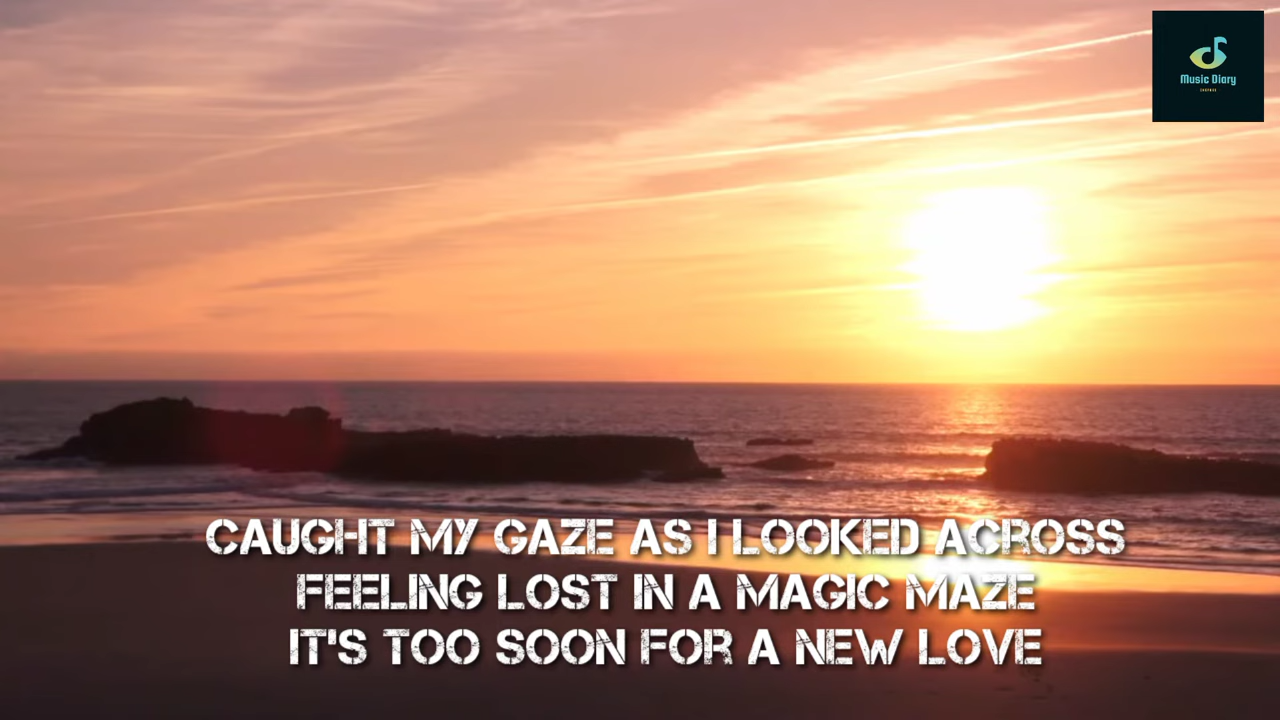 Music Diary
CAUGHT MY GAZE AS I LOOKED ACROSS
FEELING LOST IN A MAGIC MAZE
IT'S TOO SOON FOR A NEW LOVE